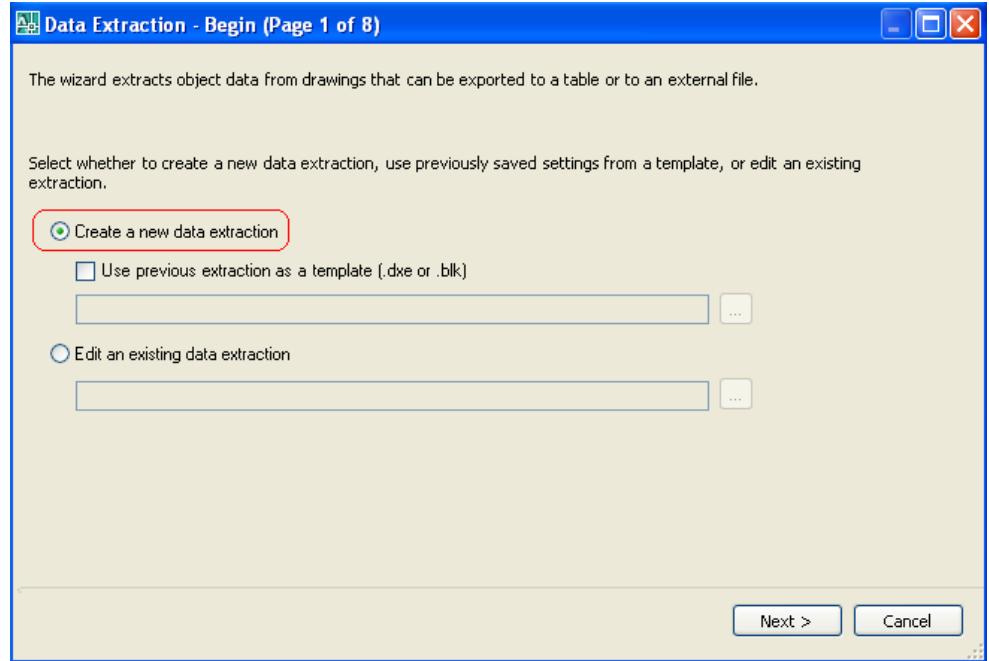 Data Extraction - Begin (Page 1 of 8)
The wizard extracts object data from drawings that can be exported to a table or to an external file.
Select whether to create a new data extraction, use previously saved settings from a template, or edit an existing
extraction.
Create a new data extraction
Use previous extraction as a template (.dxe or .blk)
...
Edit an existing data extraction
...
Next > Cancel